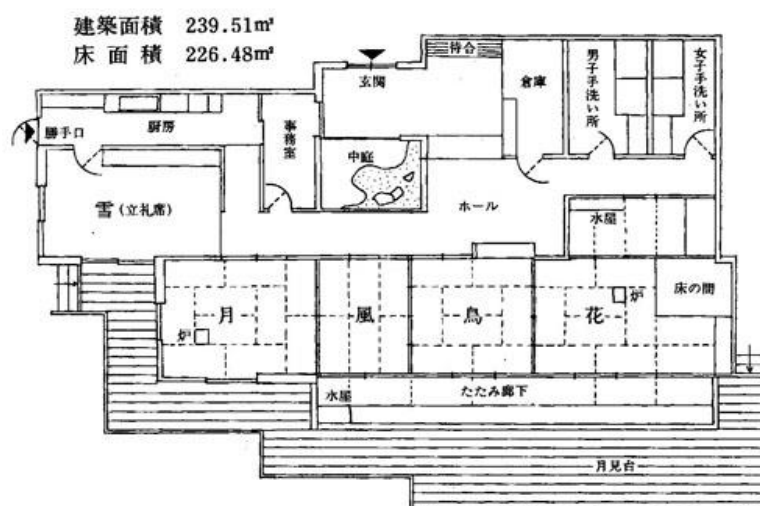 建築面積 239.51㎡
床面積 226.48㎡
待合
玄関
倉庫
男子手洗い所
女子手洗い所
勝手口
厨房
事務室
中庭
雪(立礼席)
ホール
水屋
月
風
鳥
花
炉
床の間
炉
水屋
たたみ廊下
月見台